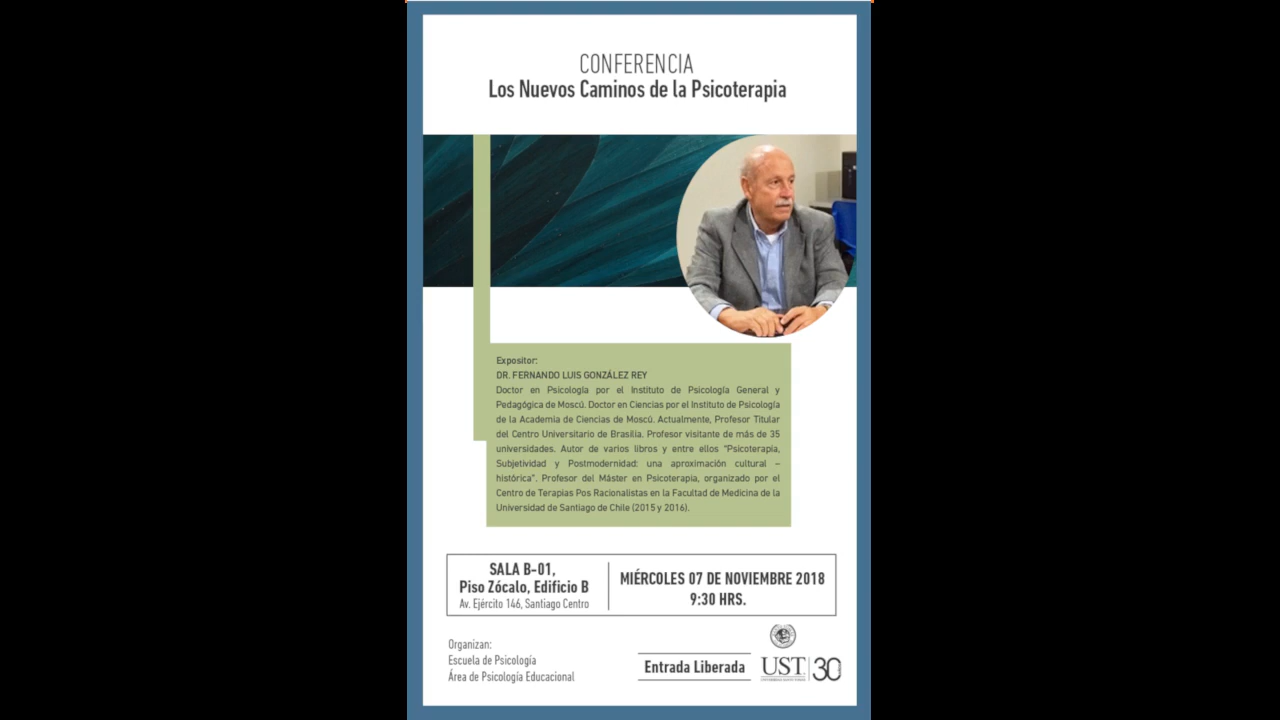 CONFERENCIA
Los Nuevos Caminos de la Psicoterapia
Expositor:
DR. FERNANDO LUIS GONZÁLEZ REY
Doctor en Psicología por el Instituto de Psicología General y
Pedagógica de Moscú. Doctor en Ciencias por el Instituto de Psicología
de la Academia de Ciencias de Moscú. Actualmente, Profesor Titular
del Centro Universitario de Brasilia. Profesor visitante de más de 35
universidades. Autor de varios libros y entre ellos "Psicoterapia,
Subjetividad y Postmodernidad: una aproximación cultural –
histórica". Profesor del Máster en Psicoterapia, organizado por el
Centro de Terapias Pos Racionalistas en la Facultad de Medicina de la
Universidad de Santiago de Chile (2015 y 2016).
SALA B-01,
Piso Zócalo, Edificio B
Av. Ejército 146, Santiago Centro
MIÉRCOLES 07 DE NOVIEMBRE 2018
9:30 HRS.
Organizan:
Escuela de Psicología
Área de Psicología Educacional
Entrada Liberada
UST 30
UNIVERSIDAD SANTO TOMÁS